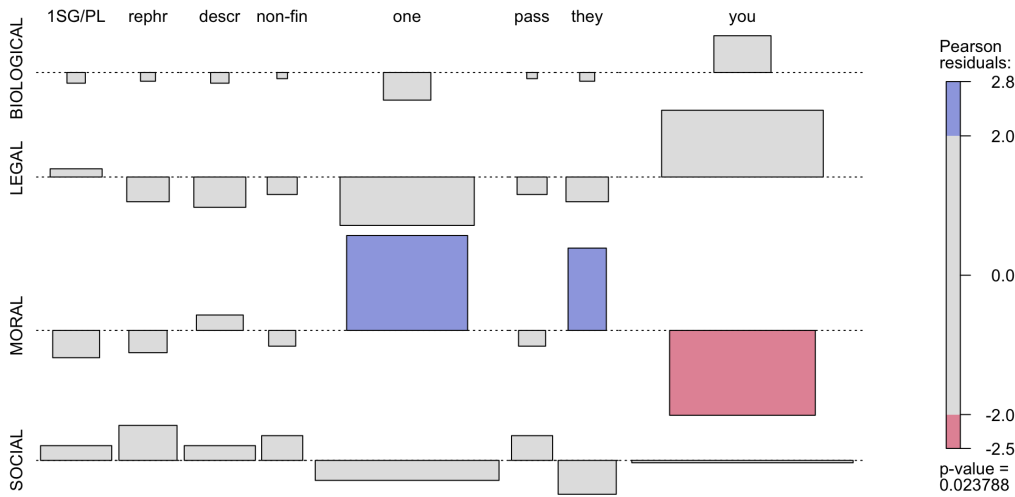 1SG/PL rephr descr non-fin one pass they you
BIOLOGICAL
LEGAL
MORAL
SOCIAL
Pearson
residuals:
2.8
2.0
0.0
-2.0
-2.5
p-value =
0.023788